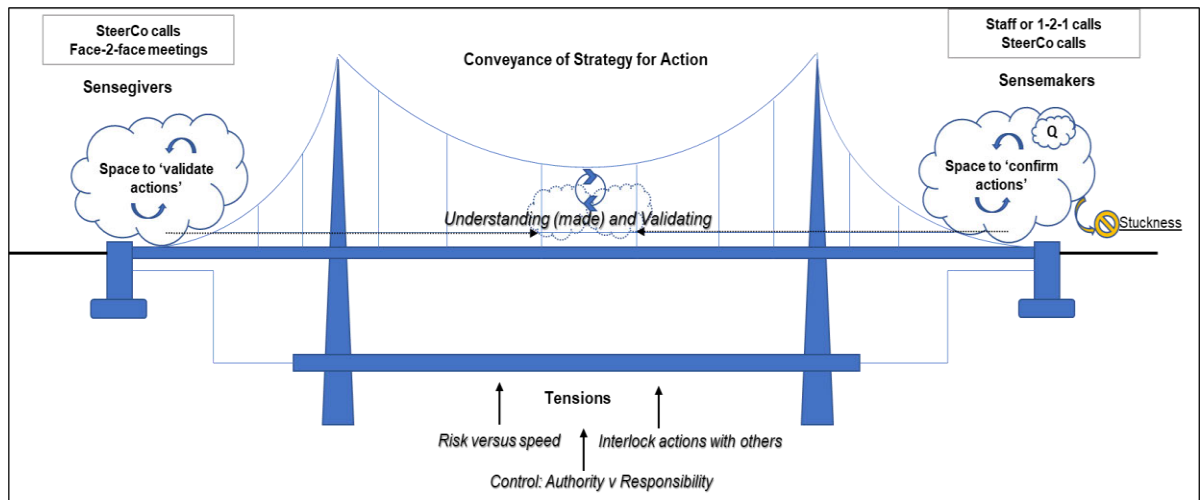 SteerCo calls
Face-2-face meetings
Staff or 1-2-1 calls
SteerCo calls
Conveyance of Strategy for Action
Sensegivers
Sensemakers
Space to ‘validate
actions’
Q
Space to ‘confirm
actions’
Understanding (made) and Validating
Stuckness
Tensions
Risk versus speed
Interlock actions with others
Control: Authority v Responsibility